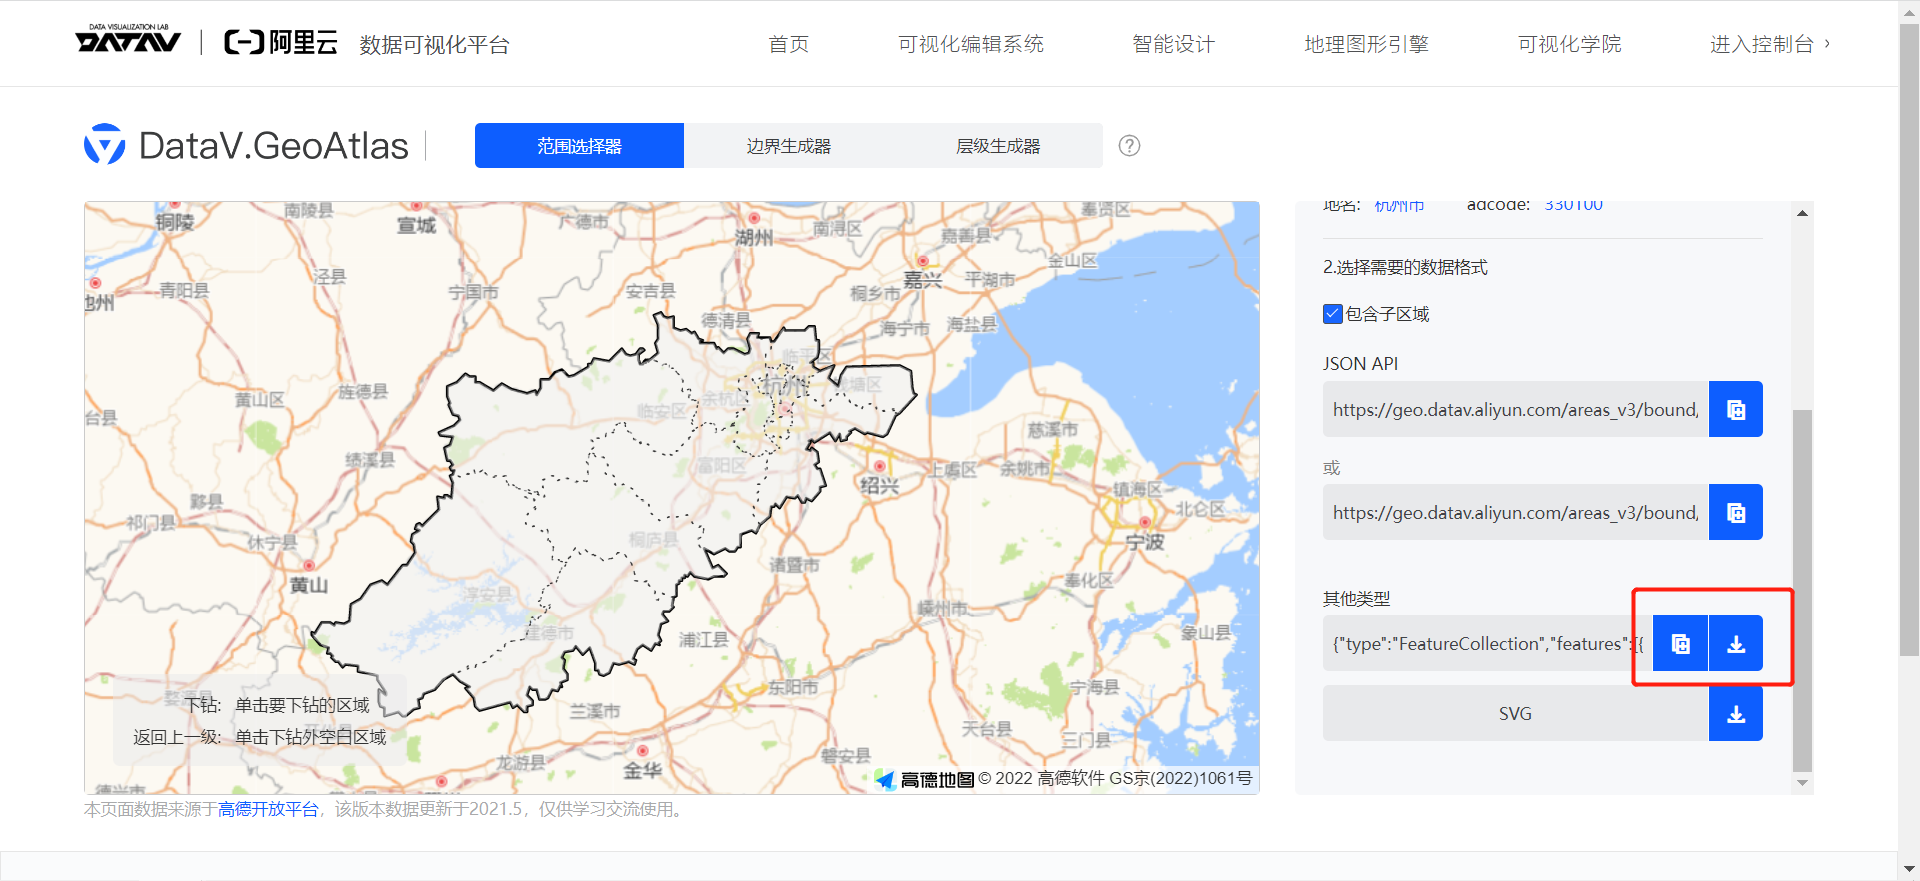 DATA VISUALIZATION LAB
DATAV
阿里云
数据可视化平台
首页
可视化编辑系统
智能设计
地理图形引擎
可视化学院
进入控制台 ›
DataV.GeoAtlas
范围选择器
边界生成器
层级生成器
?
铜陵
南陵县
宣城
广德市
湖州
南浔区
嘉善县
奉贤区
金山区
池州
青阳县
泾县
宁国市
安吉县
嘉兴
平湖市
桐乡市
德清县
海宁市
海盐县
临平区
杭州
钱塘区
余杭区
临安区
黄山区
旌德县
台县
绩溪县
富阳区
慈溪市
上虞区
余姚市
绍兴
镇海区
北仑区
黟县
祁门县
休宁县
桐庐县
宁波
诸暨市
黄山
淳安县
奉化区
嵊州市
建德市
浦江县
象山县
婺源县
东阳市
宁海县
兰溪市
天台县
三门县
开化县
龙游县
金华
磐安县
德兴市
下钻: 单击要下钻的区域
返回上一级: 单击下钻外空白区域
高德地图 © 2022 高德软件 GS京(2022)1061号
本页面数据来源于高德开放平台，该版本数据更新于2021.5，仅供学习交流使用。
地名: 杭州市 adcode: 330100
2.选择需要的数据格式
包含子区域
JSON API
https://geo.datav.aliyun.com/areas_v3/bound/
或
https://geo.datav.aliyun.com/areas_v3/bound/
其他类型
{"type":"FeatureCollection","features":[{
SVG